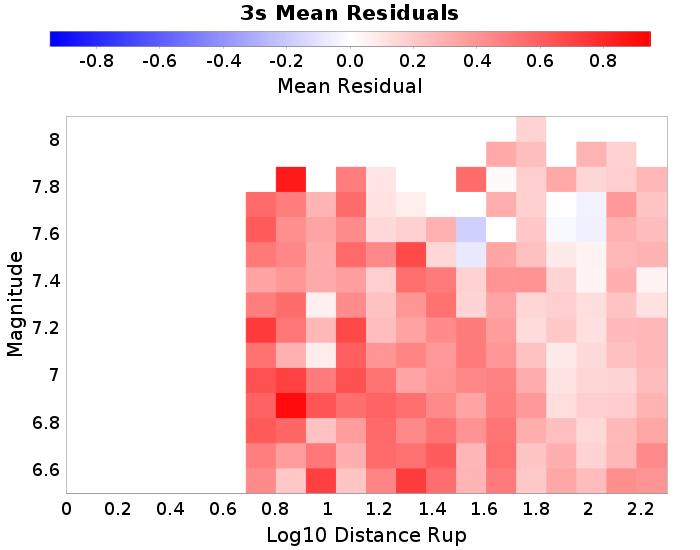 3s Mean Residuals
-0.8 -0.6 -0.4 -0.2 0.0 0.2 0.4 0.6 0.8
Mean Residual
8
7.8
7.6
7.4
7.2
7
6.8
6.6
Magnitude
0 0.2 0.4 0.6 0.8 1 1.2 1.4 1.6 1.8 2 2.2
Log10 Distance Rup